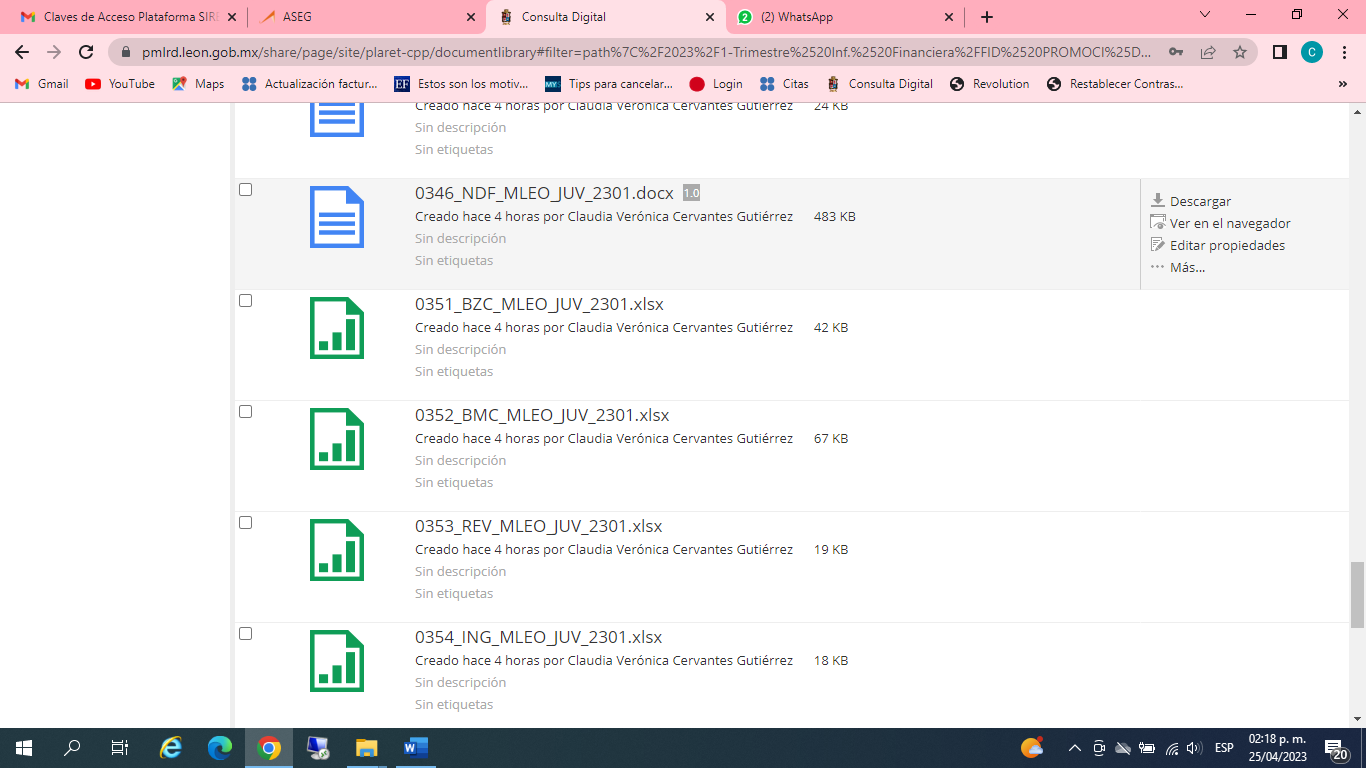 Claves de Acceso Plataforma SIRE
ASEG
Consulta Digital
(2) WhatsApp
pmlrd.leon.gob.mx/share/page/site/plaret-cpp/documentlibrary#filter=path%7C%2F2023%2F1-Trimestre%2520Inf.%2520Financiera%2FFID%2520PROMOCI%25D...
C
Gmail
YouTube
Maps
Actualización factur...
EF Estos son los motiv...
MY Tips para cancelar...
Login
Citas
Consulta Digital
Revolution
Restablecer Contras...
»
Creado hace 4 horas por Claudia Verónica Cervantes Gutiérrez 24 KB
Sin descripción
Sin etiquetas
0346_NDF_MLEO_JUV_2301.docx 1.0
Creado hace 4 horas por Claudia Verónica Cervantes Gutiérrez 483 KB
Sin descripción
Sin etiquetas
Descargar
Ver en el navegador
Editar propiedades
Más...
0351_BZC_MLEO_JUV_2301.xlsx
Creado hace 4 horas por Claudia Verónica Cervantes Gutiérrez 42 KB
Sin descripción
Sin etiquetas
0352_BMC_MLEO_JUV_2301.xlsx
Creado hace 4 horas por Claudia Verónica Cervantes Gutiérrez 67 KB
Sin descripción
Sin etiquetas
0353_REV_MLEO_JUV_2301.xlsx
Creado hace 4 horas por Claudia Verónica Cervantes Gutiérrez 19 KB
Sin descripción
Sin etiquetas
0354_ING_MLEO_JUV_2301.xlsx
Creado hace 4 horas por Claudia Verónica Cervantes Gutiérrez 18 KB
Sin descripción
Sin etiquetas
ESP
02:18 p. m.
25/04/2023
20